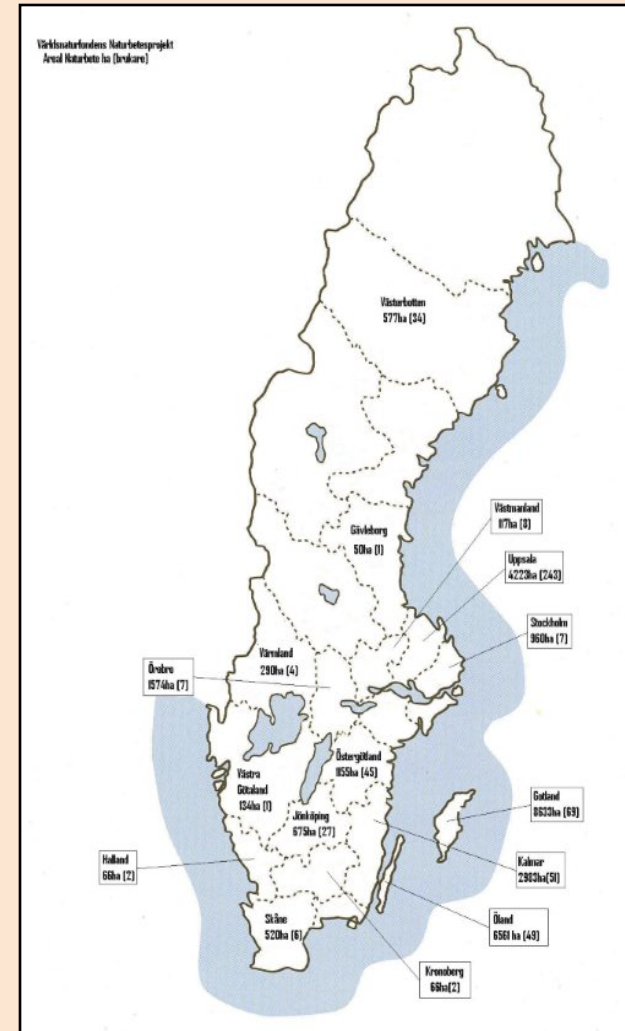 Världsnaturfondens Naturbetesprojekt
Areal Naturbete ha (brukare)
Västerbotten
577ha (34)
Gävleborg
50ha (1)
Västmanland
117ha (8)
Uppsala
4223ha (243)
Stockholm
960ha (7)
Värmland
290ha (4)
Örebro
1574ha (7)
Östergötland
1155ha (45)
Västra
Götaland
134ha (1)
Jönköping
675ha (27)
Gotland
8633ha (69)
Kalmar
2983ha(51)
Halland
66ha (2)
Öland
6561 ha (49)
Skåne
520ha (6)
Kronoberg
66ha(2)